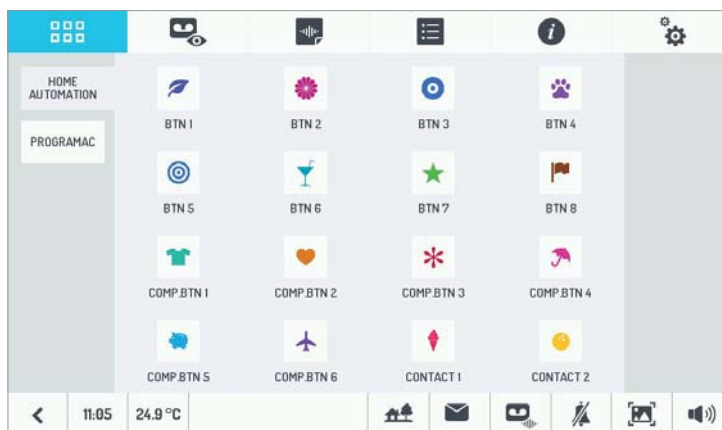 HOME
AUTOMATION
PROGRAMAC
BTN 1
BTN 2
BTN 3
BTN 4
BTN 5
BTN 6
BTN 7
BTN 8
COMP.BTN 1
COMP.BTN 2
COMP.BTN 3
COMP.BTN 4
COMP.BTN 5
COMP.BTN 6
CONTACT 1
CONTACT 2
11:05
24.9 °C